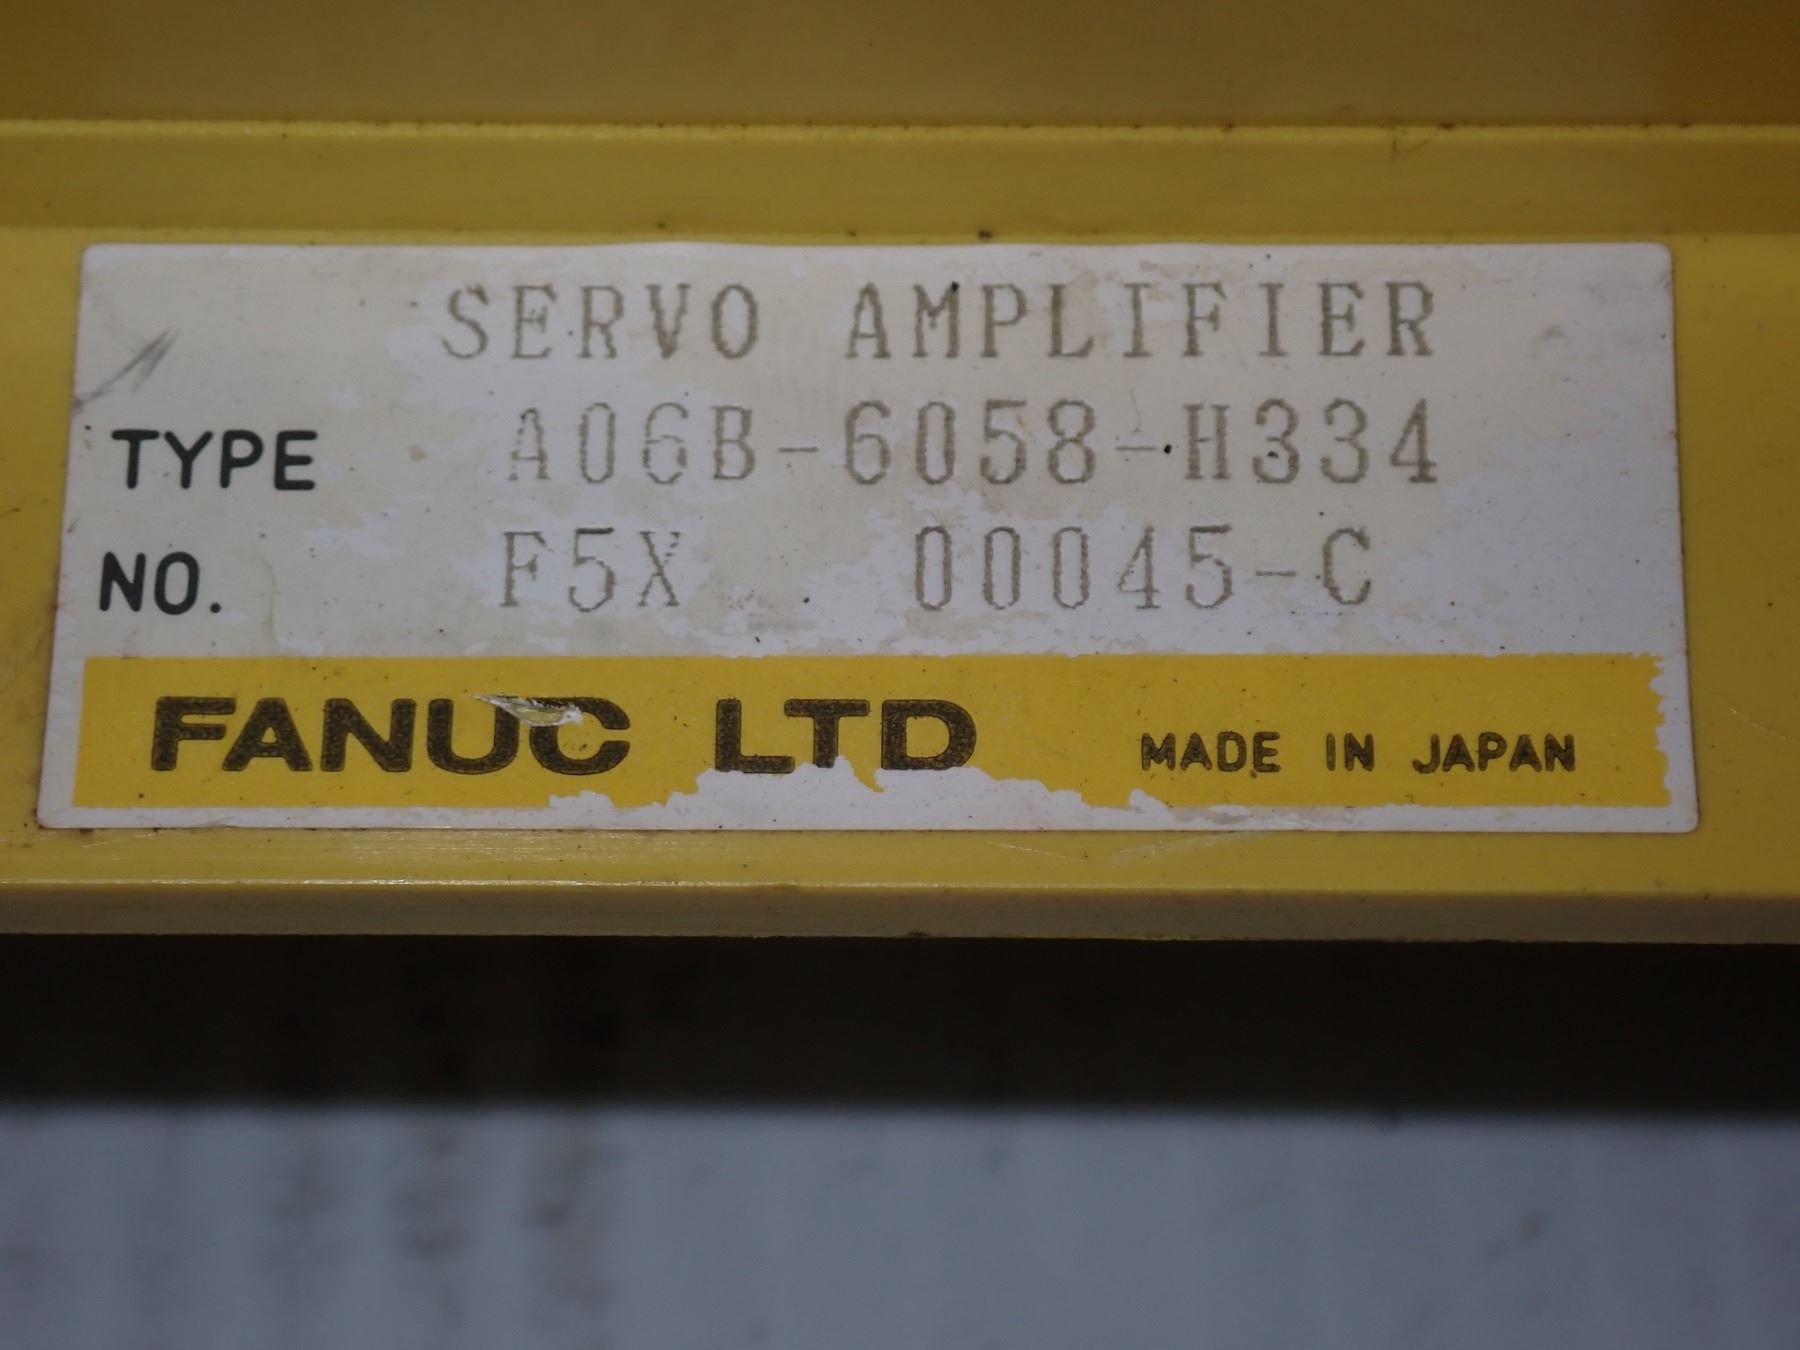 SERVO AMPLIFIER
TYPE A06B-6058-H334
NO. F5X 00045-C
FANUC LTD MADE IN JAPAN